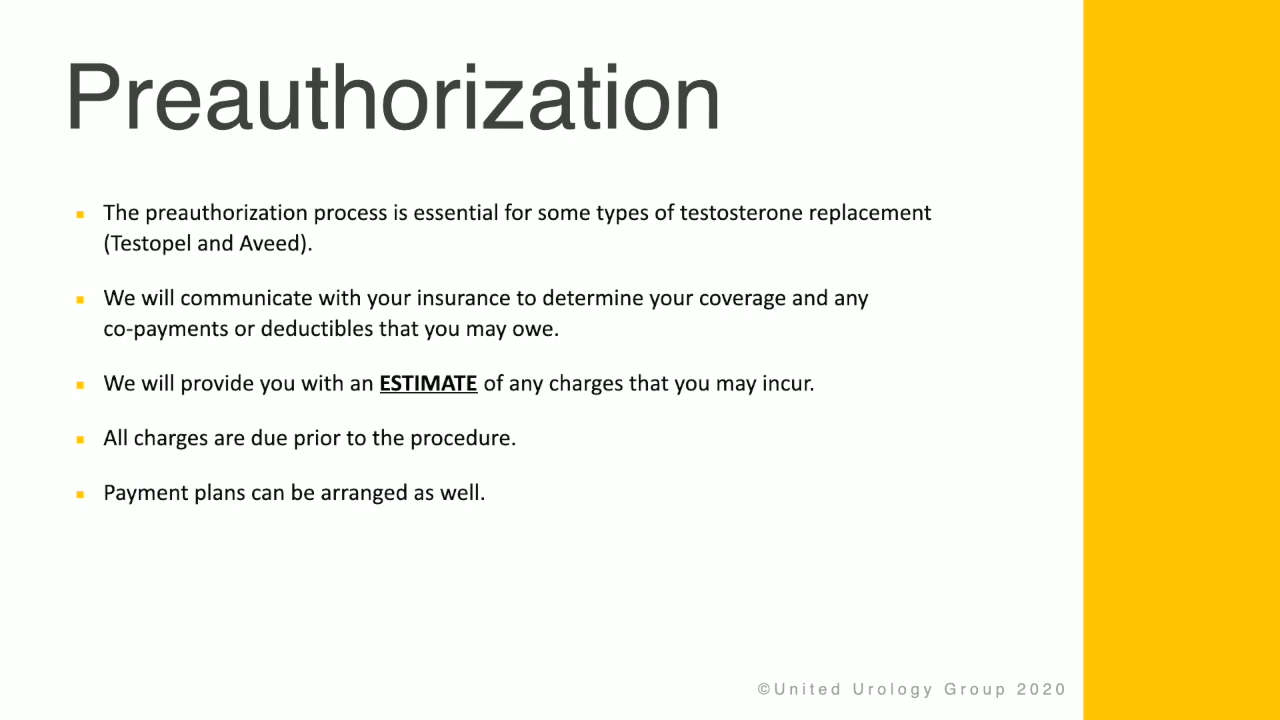 Preauthorization
The preauthorization process is essential for some types of testosterone replacement
(Testopel and Aveed).
We will communicate with your insurance to determine your coverage and any
co-payments or deductibles that you may owe.
We will provide you with an ESTIMATE of any charges that you may incur.
All charges are due prior to the procedure.
Payment plans can be arranged as well.
©United Urology Group 2020